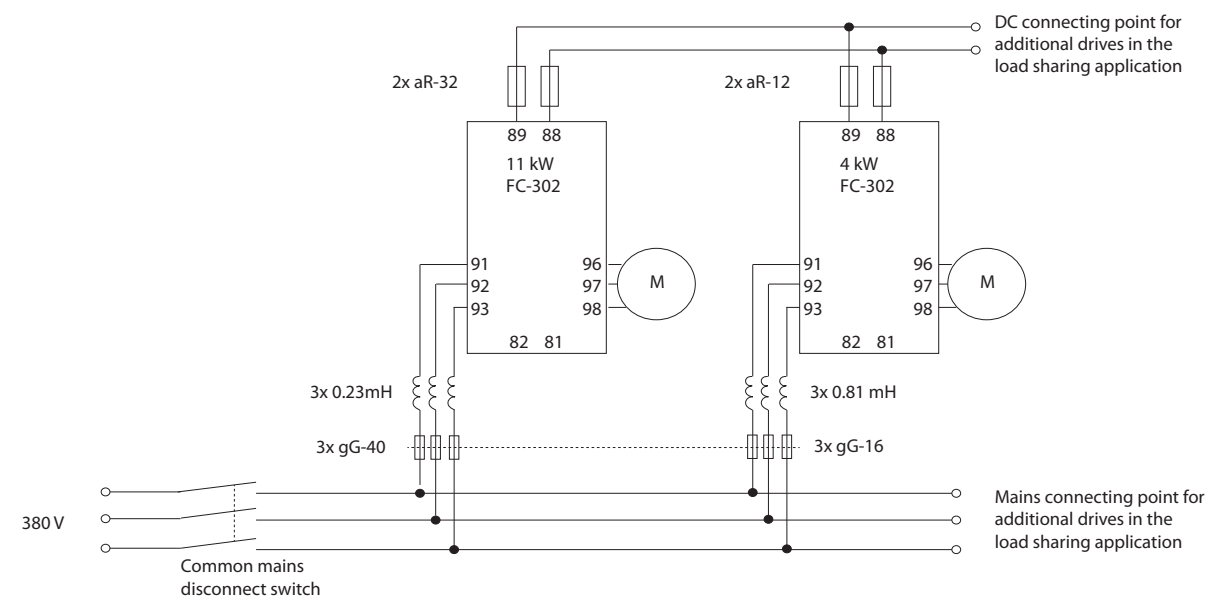 DC connecting point for
additional drives in the
load sharing application
2x aR-32
2x aR-12
89 88
89 88
11 kW
FC-302
4 kW
FC-302
91
92
93
96
97
98
M
91
92
93
96
97
98
M
82 81
82 81
3x 0.23mH
3x 0.81 mH
3x gG-40
3x gG-16
380 V
Mains connecting point for
additional drives in the
load sharing application
Common mains
disconnect switch